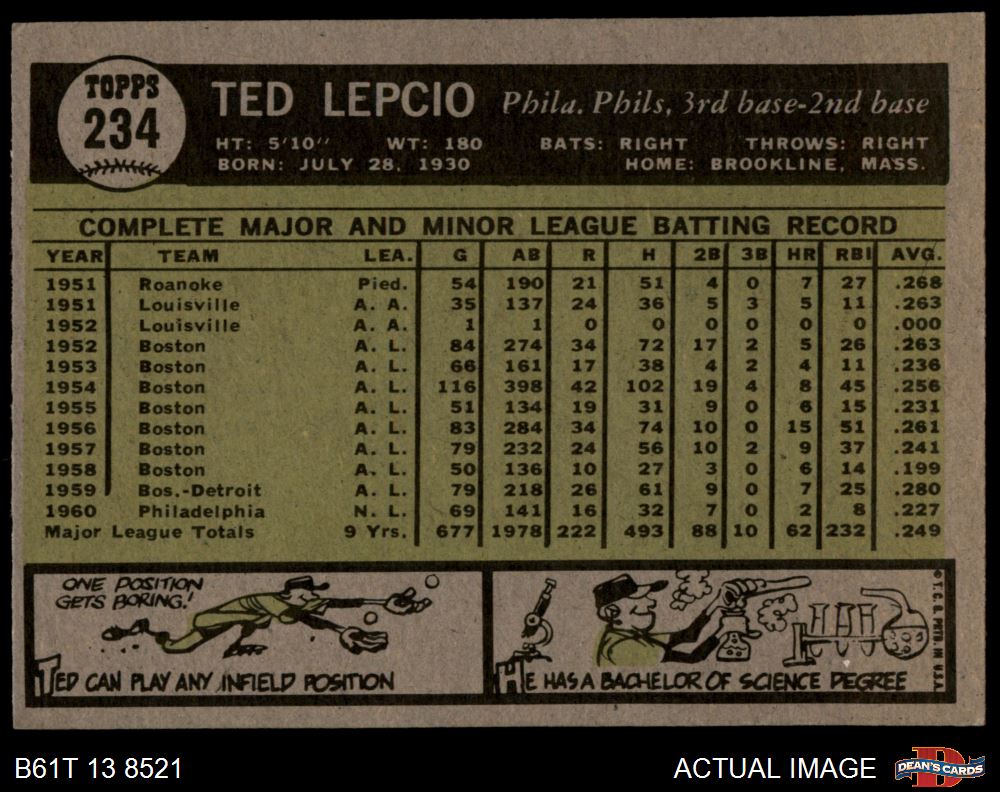 TOPPS
234
TED LEPCIO Phila. Phils, 3rd base-2nd base
HT: 5'10" WT: 180 BATS: RIGHT THROWS: RIGHT
BORN: JULY 28, 1930 HOME: BROOKLINE, MASS.
COMPLETE MAJOR AND MINOR LEAGUE BATTING RECORD
YEAR TEAM LEA. G AB R H 2B 3B HR RBI AVG.
1951 Roanoke Pied. 54 190 21 51 4 0 7 27 .268
1951 Louisville A. A. 35 137 24 36 5 3 5 11 .263
1952 Louisville A. A. 1 1 0 0 0 0 0 0 .000
1952 Boston A. L. 84 274 34 72 17 2 5 26 .263
1953 Boston A. L. 66 161 17 38 4 2 4 11 .236
1954 Boston A. L. 116 398 42 102 19 4 8 45 .256
1955 Boston A. L. 51 134 19 31 9 0 6 15 .231
1956 Boston A. L. 83 284 34 74 10 0 15 51 .261
1957 Boston A. L. 79 232 24 56 10 2 9 37 .241
1958 Boston A. L. 50 136 10 27 3 0 6 14 .199
1959 Bos.-Detroit A. L. 79 218 26 61 9 0 7 25 .280
1960 Philadelphia N. L. 69 141 16 32 7 0 2 8 .227
Major League Totals 9 Yrs. 677 1978 222 493 88 10 62 232 .249
ONE POSITION
GETS BORING!
TED CAN PLAY ANY INFIELD POSITION
HE HAS A BACHELOR OF SCIENCE DEGREE
© T.C.G. PRTD. IN U.S.A.
B61T 13 8521
ACTUAL IMAGE
DEAN'S CARDS